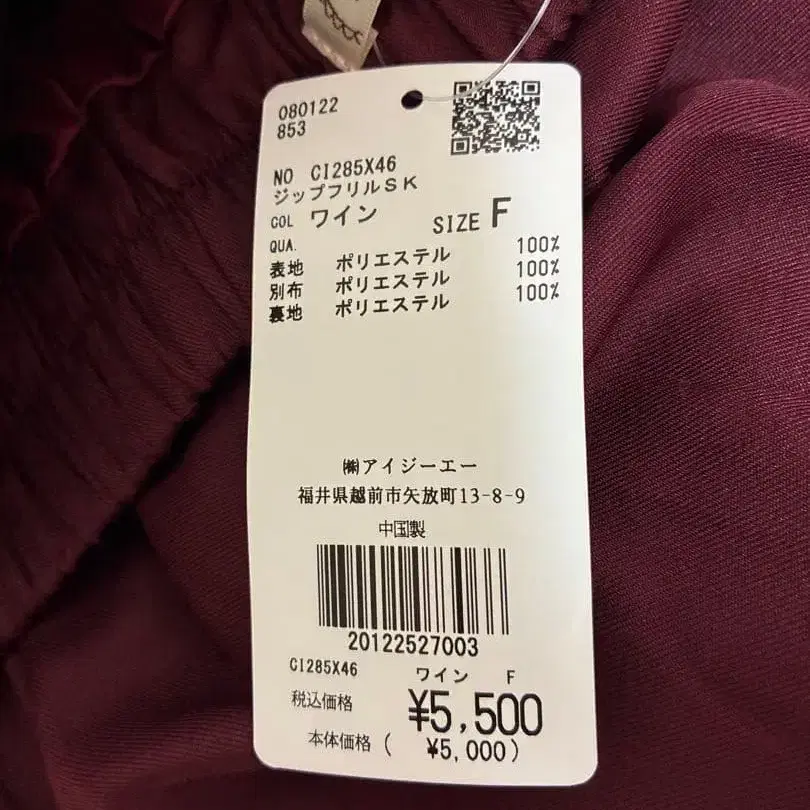 080122
853
NO CI285X46
ジップフリルSK
COL ワイン SIZE F
QUA.
表地 ポリエステル 100%
別布 ポリエステル 100%
裏地 ポリエステル 100%
㈱アイジーエー
福井県越前市矢放町13-8-9
中国製
20122527003
CI285X46 ワイン F
税込価格 ¥5,500
本体価格( ¥5,000)